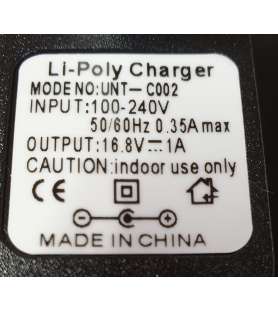 Li-Poly Charger
MODE NO:UNT-C002
INPUT:100-240V
50/60Hz 0.35A max
OUTPUT:16.8V⎓1A
CAUTION:indoor use only
CE
MADE IN CHINA